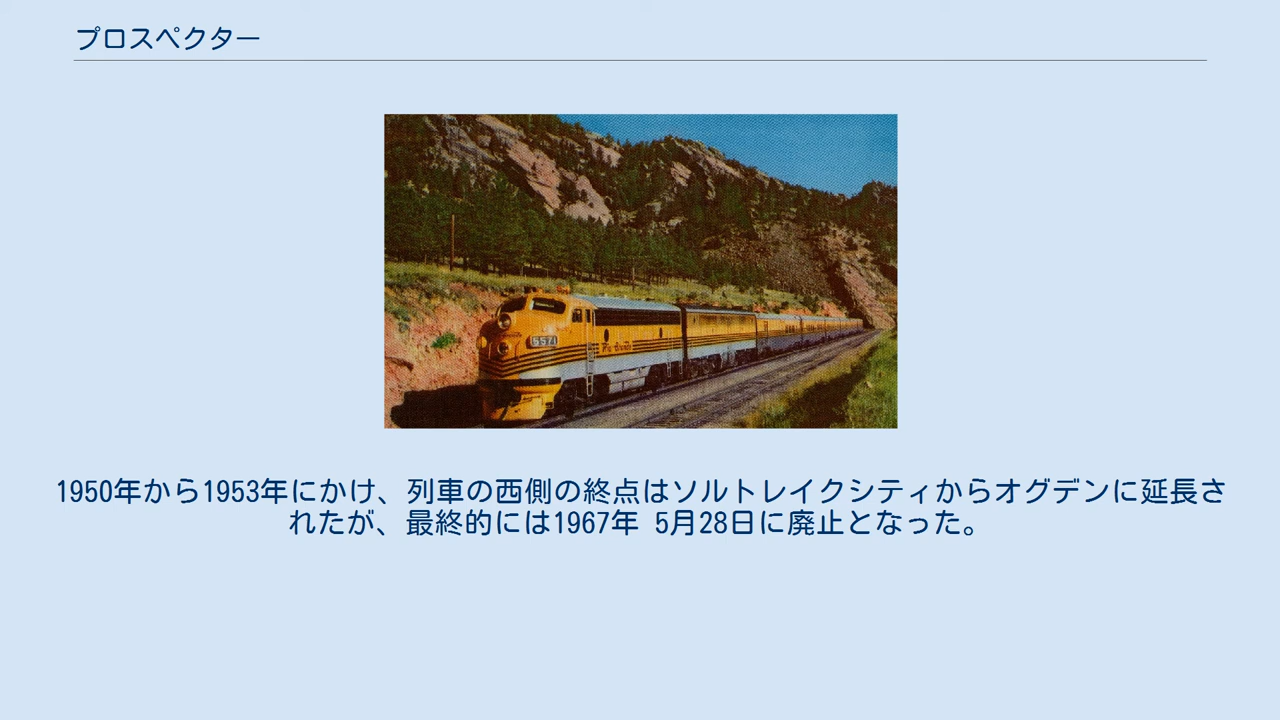 プロスペクター
5571
Rio Grande
1950年から1953年にかけ、列車の西側の終点はソルトレイクシティからオグデンに延長さ
れたが、最終的には1967年 5月28日に廃止となった。